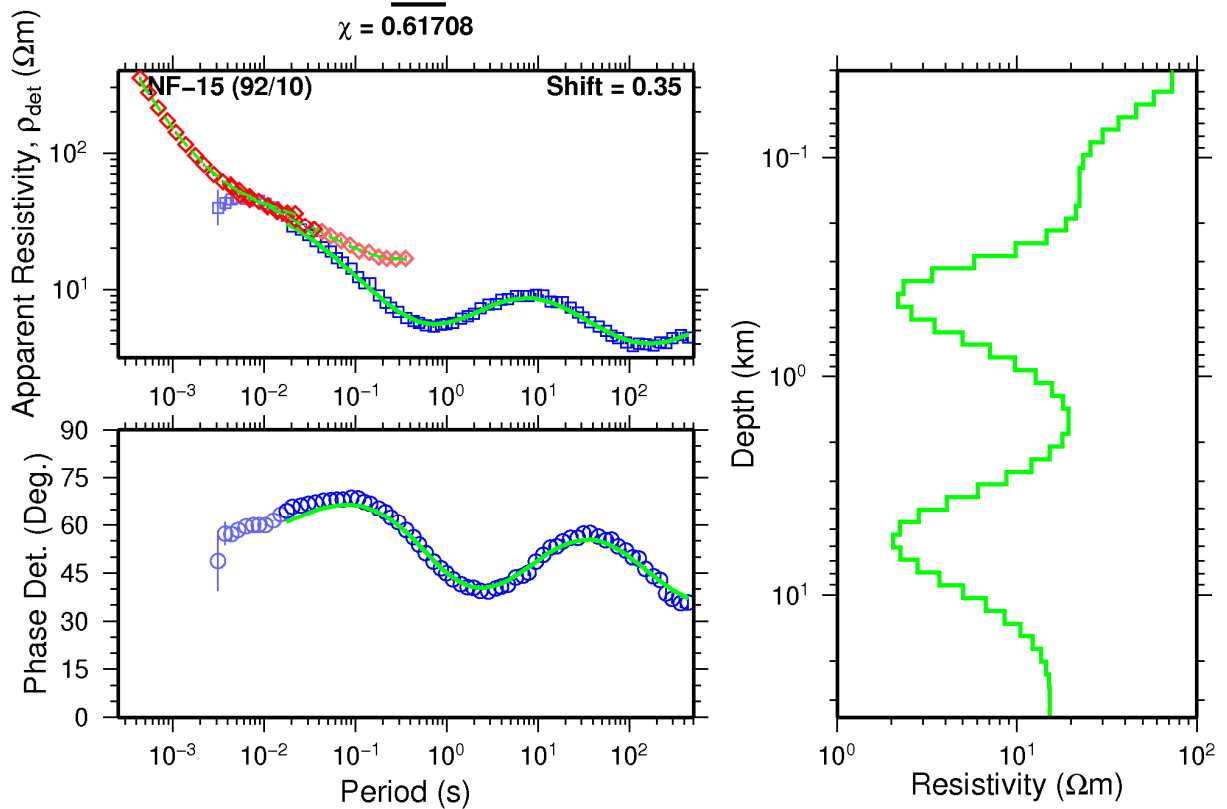 χ = 0.61708
NF−15 (92/10)
Shift = 0.35
Apparent Resistivity, ρdet (Ωm)
10²
10¹
10⁻³ 10⁻² 10⁻¹ 10⁰ 10¹ 10²
Phase Det. (Deg.)
90
75
60
45
30
15
0
10⁻³ 10⁻² 10⁻¹ 10⁰ 10¹ 10²
Period (s)
Depth (km)
10⁻¹
10⁰
10¹
10⁰ 10¹ 10²
Resistivity (Ωm)